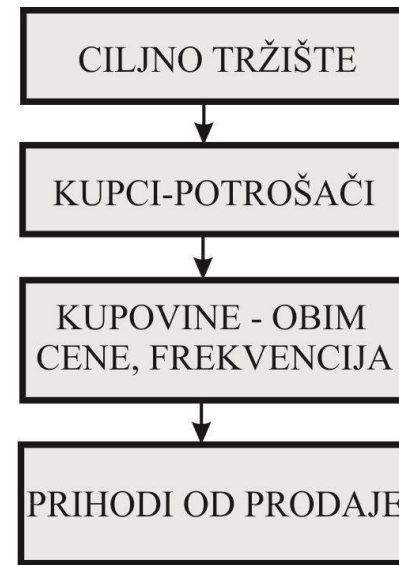 CILJNO TRŽIŠTE
KUPCI-POTROŠAČI
KUPOVINE - OBIM
CENE, FREKVENCIJA
PRIHODI OD PRODAJE